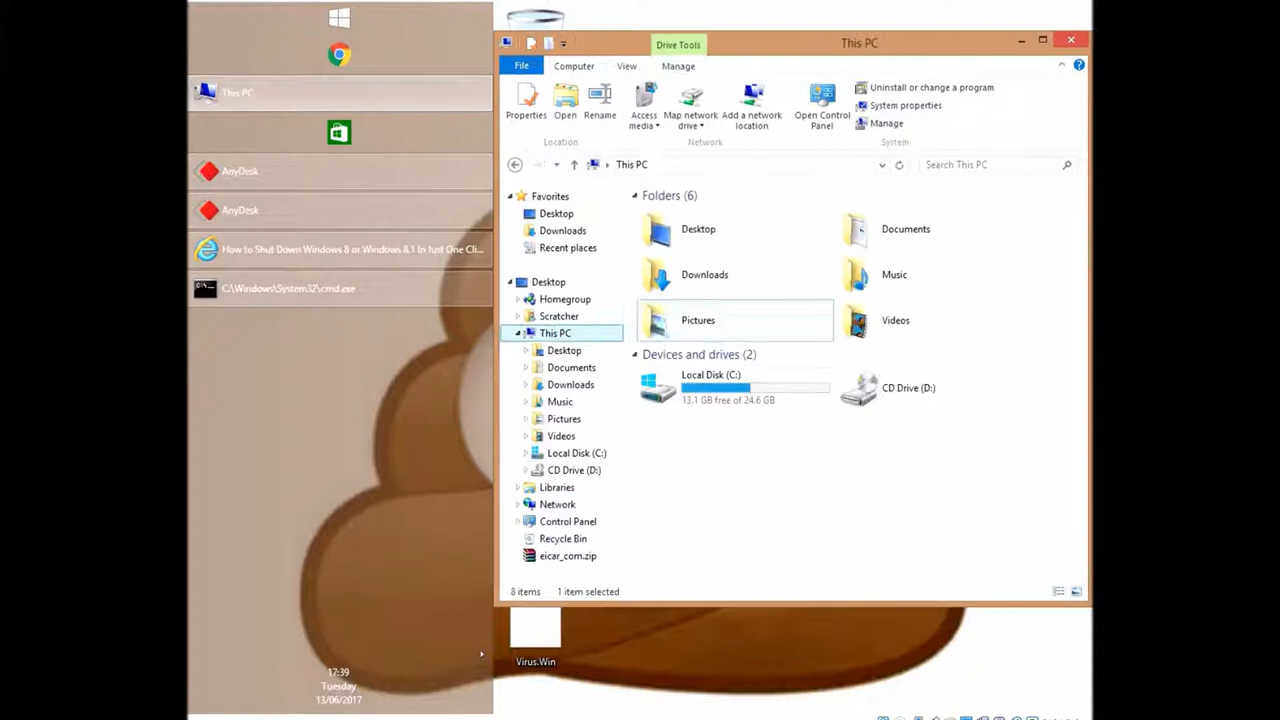 This PC
AnyDesk
AnyDesk
How to Shut Down Windows 8 or Windows 8.1 In Just One Cli...
C:\Windows\System32\cmd.exe
17:39
Tuesday
13/06/2017
Drive Tools
This PC
File
Computer
View
Manage
Properties
Open
Rename
Access media
Map network drive
Add a network location
Open Control Panel
Uninstall or change a program
System properties
Manage
Location
Network
System
This PC
Search This PC
Favorites
Desktop
Downloads
Recent places
Desktop
Homegroup
Scratcher
This PC
Desktop
Documents
Downloads
Music
Pictures
Videos
Local Disk (C:)
CD Drive (D:)
Libraries
Network
Control Panel
Recycle Bin
eicar_com.zip
Folders (6)
Desktop
Documents
Downloads
Music
Pictures
Videos
Devices and drives (2)
Local Disk (C:)
13.1 GB free of 24.6 GB
CD Drive (D:)
8 items
1 item selected
Virus.Win